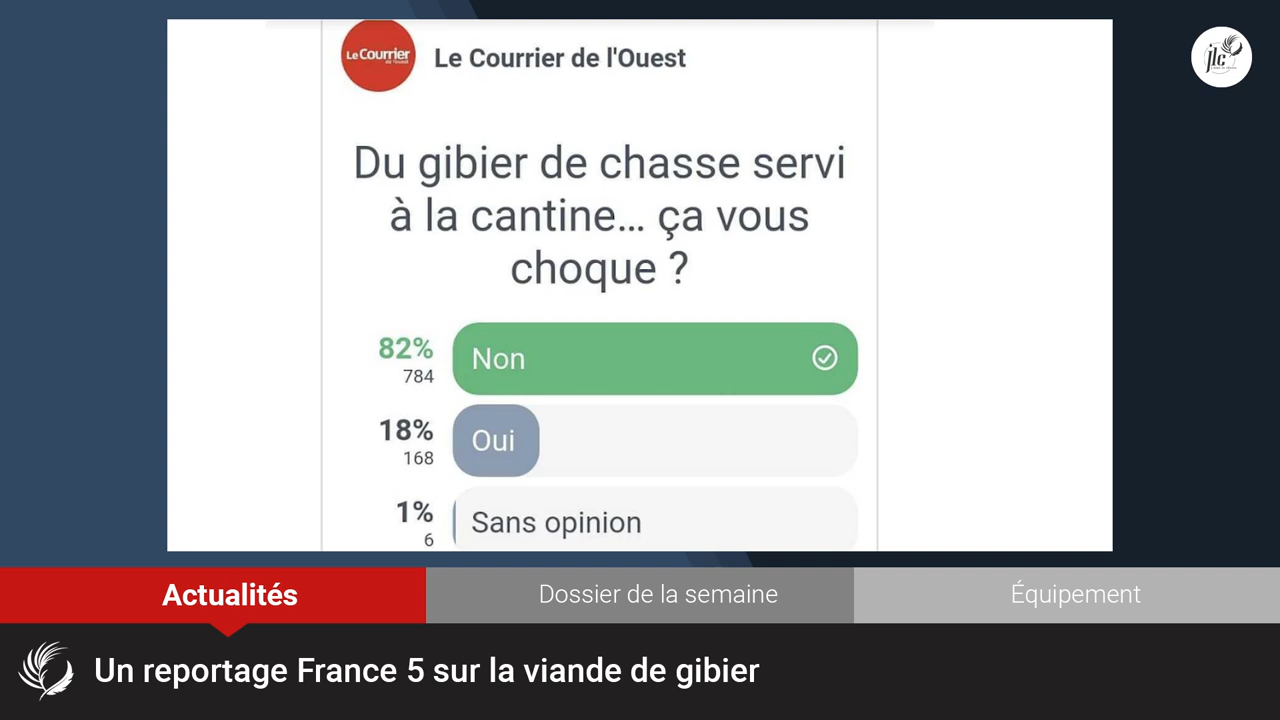 Le Courrier
de l'Ouest
Le Courrier de l'Ouest
jlc
Du gibier de chasse servi
à la cantine… ça vous
choque ?
82%
Non
784
18%
Oui
168
1%
Sans opinion
6
Actualités
Dossier de la semaine
Équipement
Un reportage France 5 sur la viande de gibier